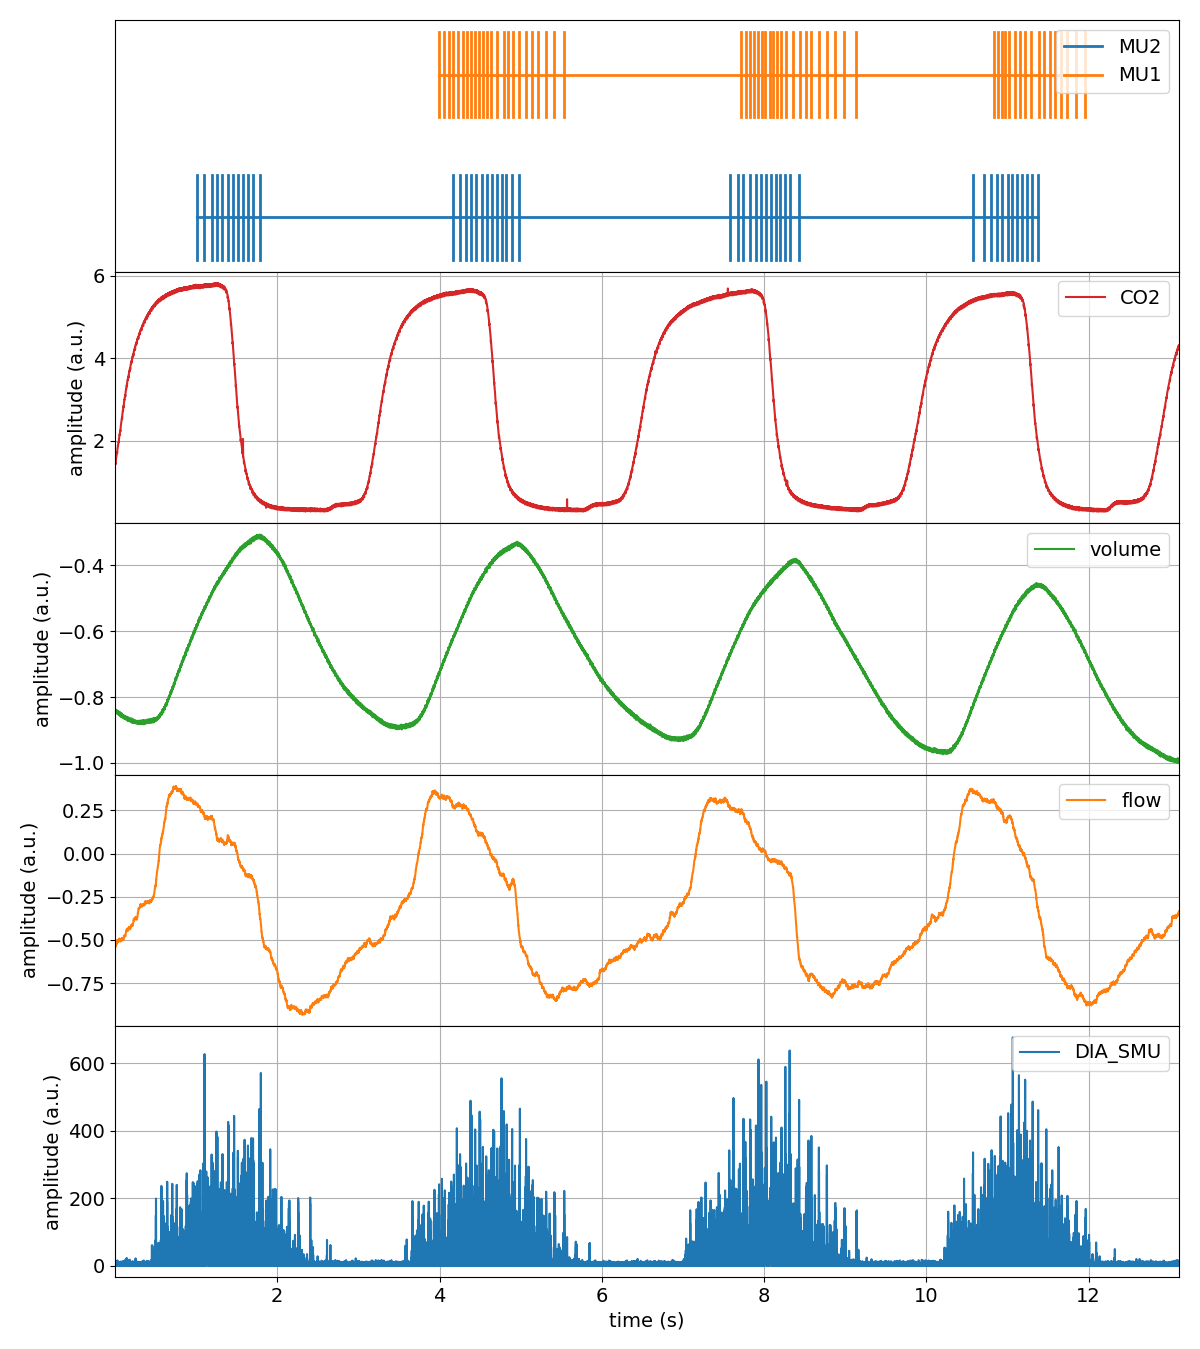 MU2
MU1
6
4
2
amplitude (a.u.)
CO2
−0.4
−0.6
−0.8
−1.0
amplitude (a.u.)
volume
0.25
0.00
−0.25
−0.50
−0.75
amplitude (a.u.)
flow
600
400
200
0
amplitude (a.u.)
DIA_SMU
2 4 6 8 10 12
time (s)